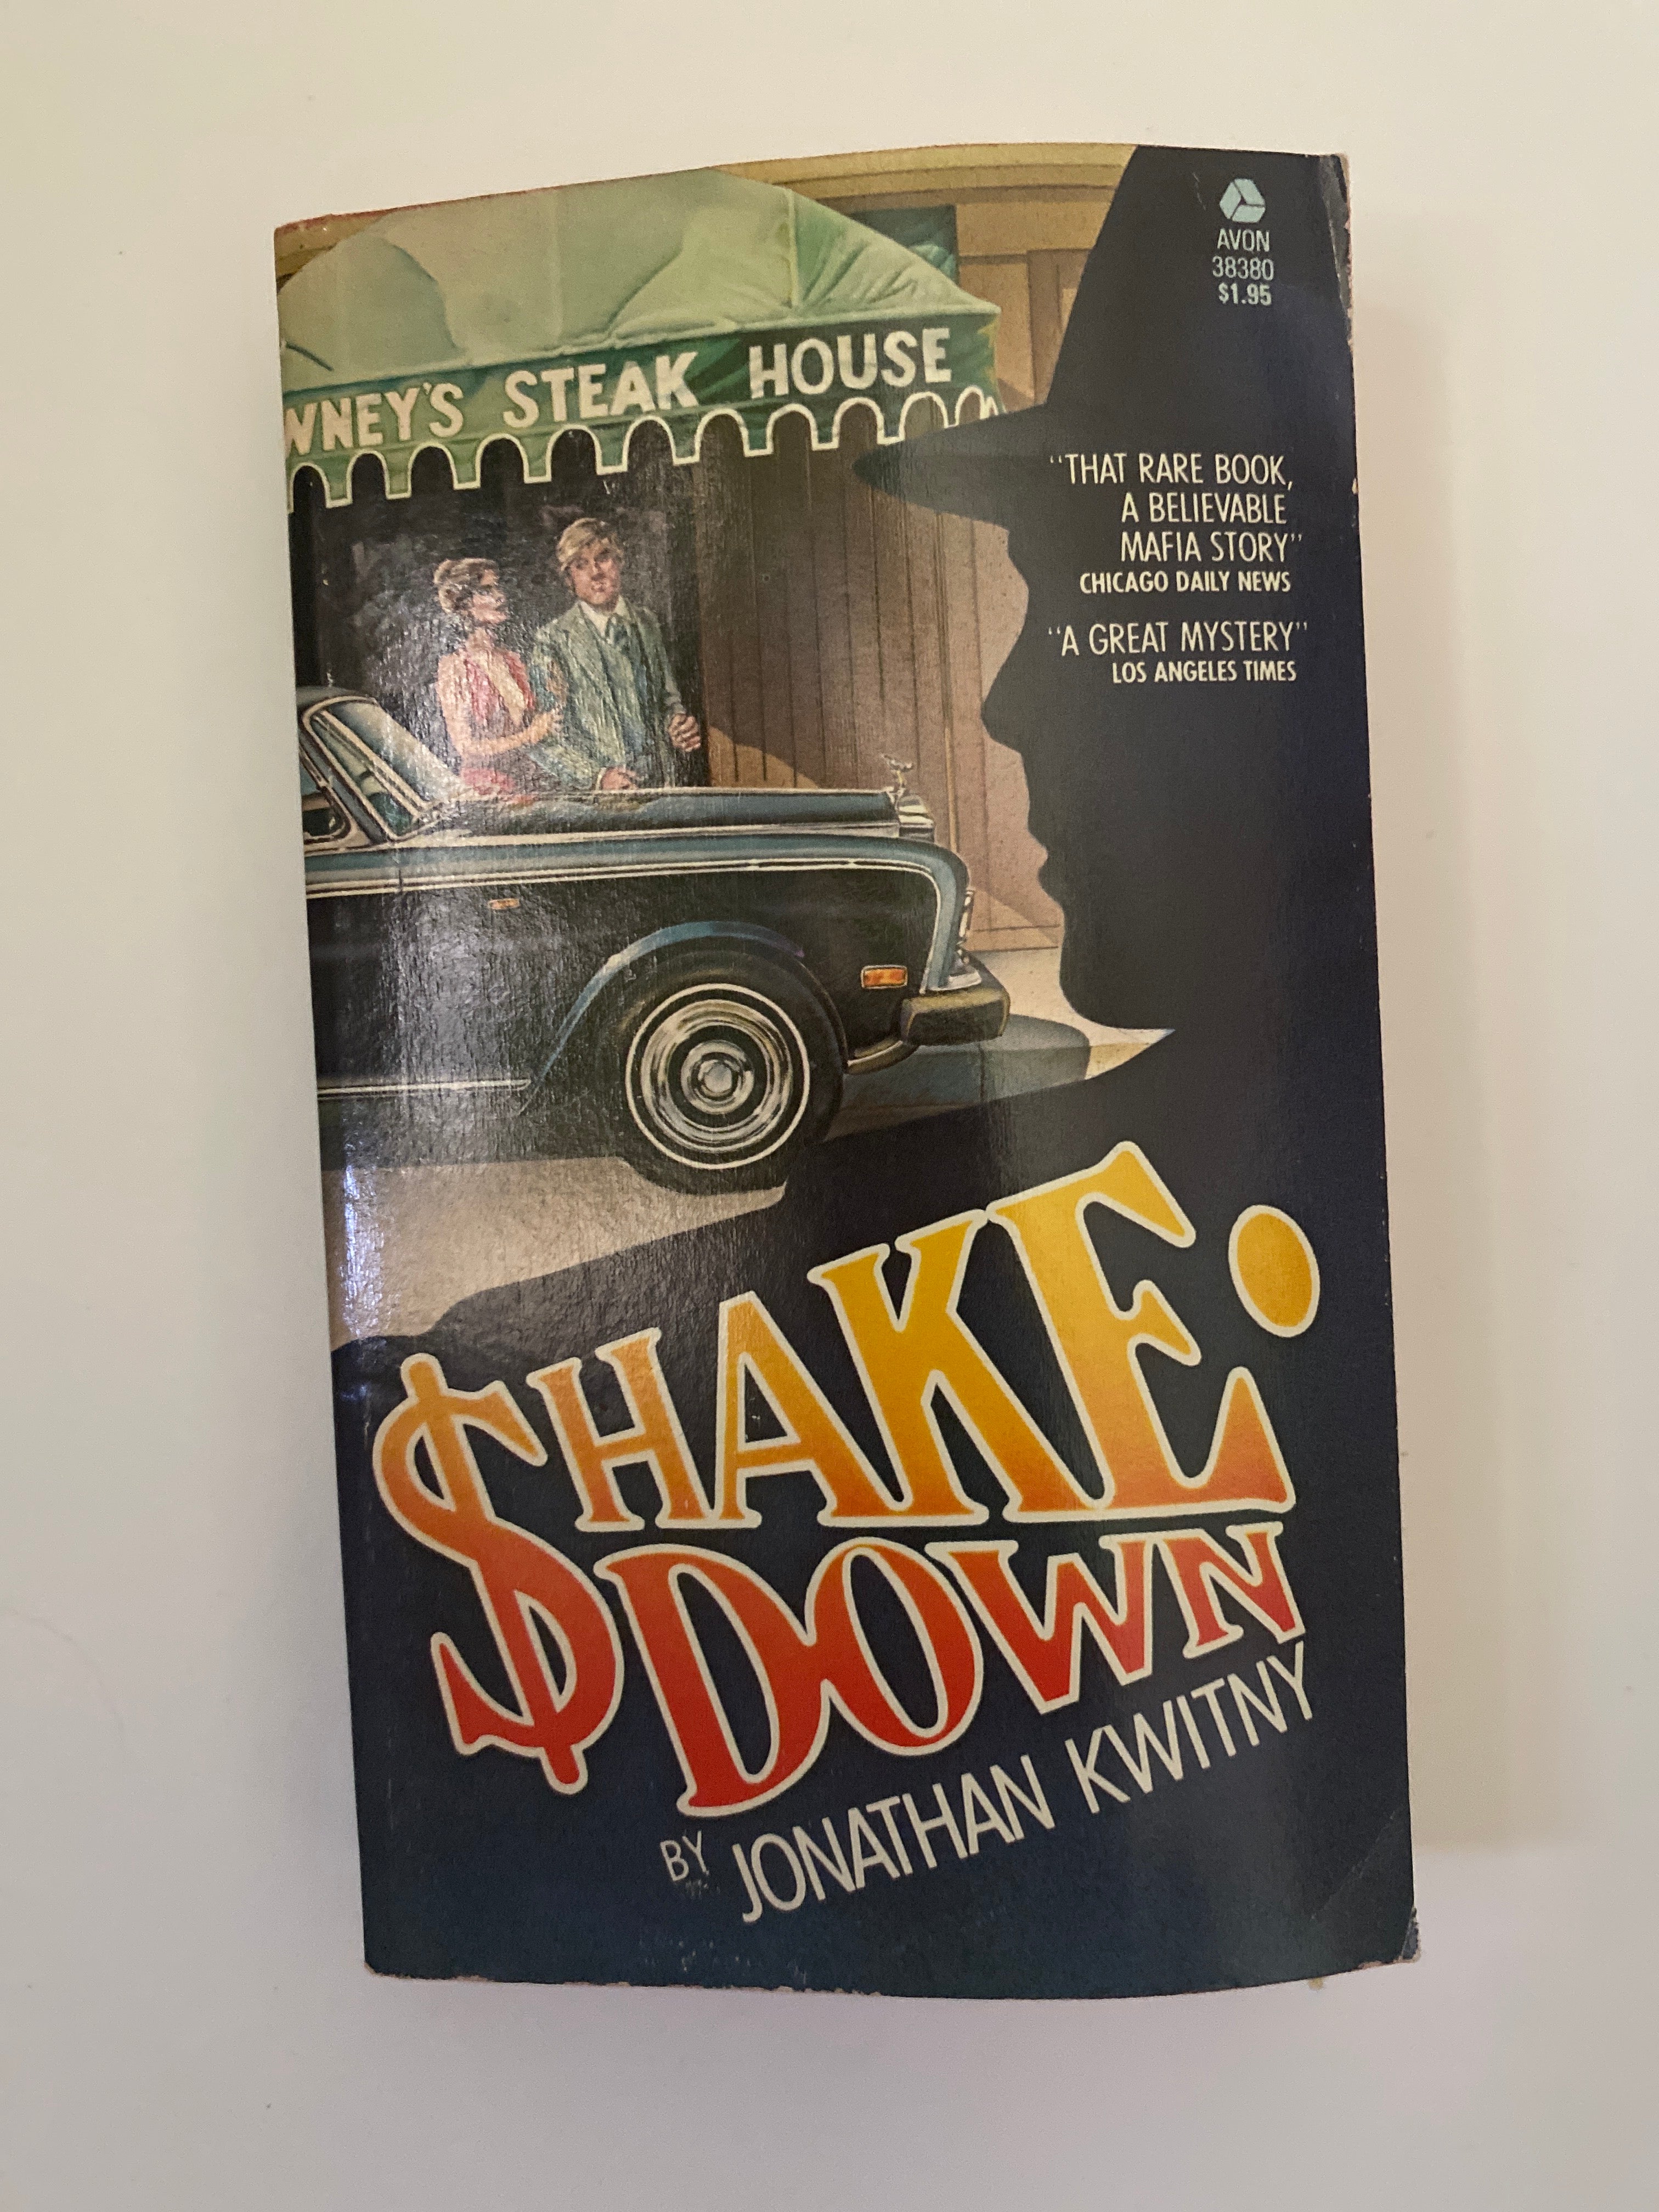 AVON
38380
$1.95
WNEY'S STEAK HOUSE
"THAT RARE BOOK,
A BELIEVABLE
MAFIA STORY"
CHICAGO DAILY NEWS
"A GREAT MYSTERY"
LOS ANGELES TIMES
$HAKE•
DOWN
BY JONATHAN KWITNY